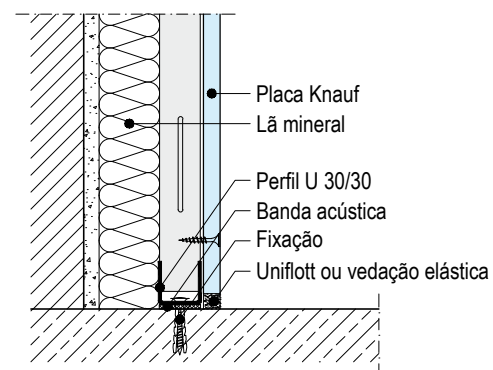 Placa Knauf
Lã mineral
Perfil U 30/30
Banda acústica
Fixação
Uniflott ou vedação elástica